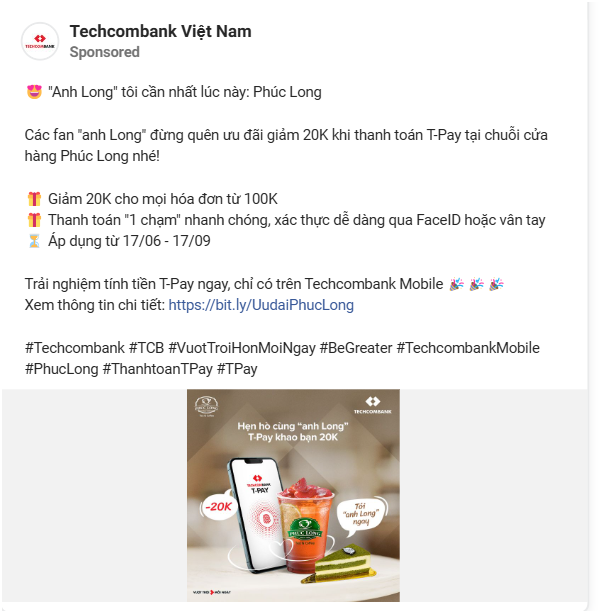 Techcombank Việt Nam
TECHCOMBANK
Sponsored
😍 "Anh Long" tôi cần nhất lúc này: Phúc Long
Các fan "anh Long" đừng quên ưu đãi giảm 20K khi thanh toán T-Pay tại chuỗi cửa
hàng Phúc Long nhé!
🎁 Giảm 20K cho mọi hóa đơn từ 100K
🎁 Thanh toán "1 chạm" nhanh chóng, xác thực dễ dàng qua FaceID hoặc vân tay
⏳ Áp dụng từ 17/06 - 17/09
Trải nghiệm tính tiền T-Pay ngay, chỉ có trên Techcombank Mobile 🎉 🎉 🎉
Xem thông tin chi tiết: https://bit.ly/UudaiPhucLong
#Techcombank #TCB #VuotTroiHonMoiNgay #BeGreater #TechcombankMobile
#PhucLong #ThanhtoanTPay #TPay
PHUC LONG
TECHCOMBANK
Hẹn hò cùng "anh Long"
T-Pay khao bạn 20K
TECHCOMBANK
T-PAY
-20K
Tới
"anh Long"
ngay
PHUC LONG
VƯỢT TRỘI HƠN MỖI NGÀY